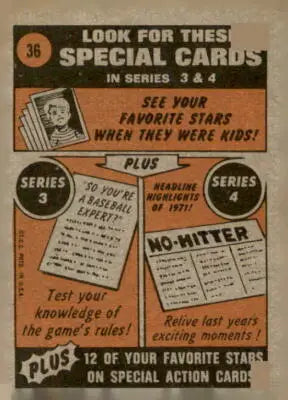 36
LOOK FOR THESE
SPECIAL CARDS
IN SERIES 3 & 4
SEE YOUR
FAVORITE STARS
WHEN THEY WERE KIDS!
PLUS
SERIES
3
"SO YOU'RE
A BASEBALL
EXPERT?"
Test your
knowledge of
the game's rules!
HEADLINE
HIGHLIGHTS
OF 1971!
SERIES
4
NO-HITTER
Relive last years
exciting moments!
©T.C.G. PRTD. IN U.S.A.
PLUS
12 OF YOUR FAVORITE STARS
ON SPECIAL ACTION CARDS